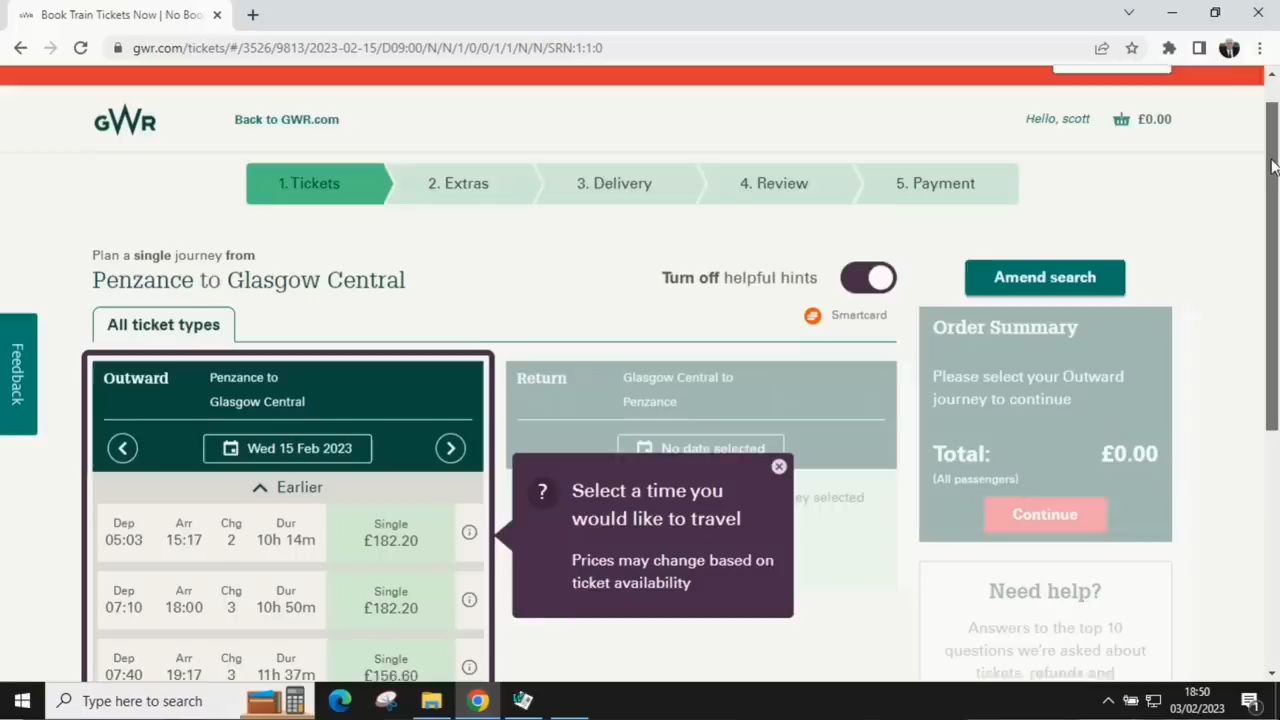 Book Train Tickets Now | No Boo
gwr.com/tickets/#/3526/9813/2023-02-15/D09:00/N/N/1/0/0/1/1/N/N/SRN:1:1:0
GWR
Back to GWR.com
Hello, scott
£0.00
1. Tickets
2. Extras
3. Delivery
4. Review
5. Payment
Plan a single journey from
Penzance to Glasgow Central
Turn off helpful hints
Amend search
All ticket types
Smartcard
Feedback
Outward
Penzance to
Glasgow Central
Wed 15 Feb 2023
Earlier
Dep Arr Chg Dur Single
05:03 15:17 2 10h 14m £182.20
Dep Arr Chg Dur Single
07:10 18:00 3 10h 50m £182.20
Dep Arr Chg Dur Single
07:40 19:17 3 11h 37m £156.60
Return
Glasgow Central to
Penzance
No date selected
ey selected
?
Select a time you
would like to travel
Prices may change based on
ticket availability
Order Summary
Please select your Outward
journey to continue
Total: £0.00
(All passengers)
Continue
Need help?
Answers to the top 10
questions we're asked about
tickets, refunds and
Type here to search
18:50
03/02/2023
1